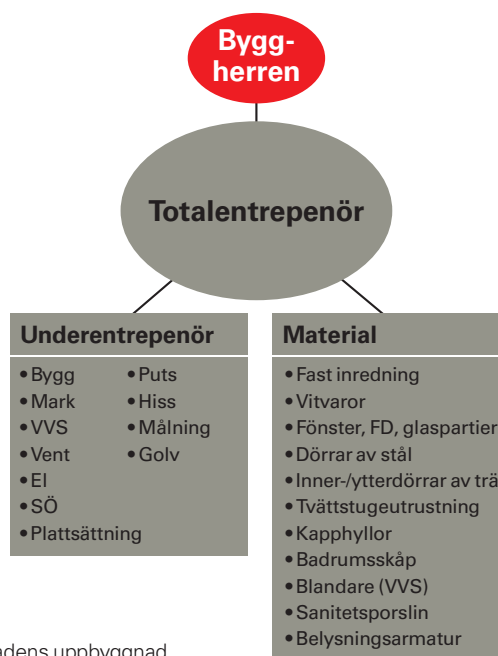 Bygg-
herren
Totalentrepenör
Underentrepenör
• Bygg
• Mark
• VVS
• Vent
• El
• SÖ
• Plattsättning
• Puts
• Hiss
• Målning
• Golv
Material
• Fast inredning
• Vitvaror
• Fönster, FD, glaspartier
• Dörrar av stål
• Inner-/ytterdörrar av trä
• Tvättstugeutrustning
• Kapphyllor
• Badrumsskåp
• Blandare (VVS)
• Sanitetsporslin
• Belysningsarmatur
uppbyggnad